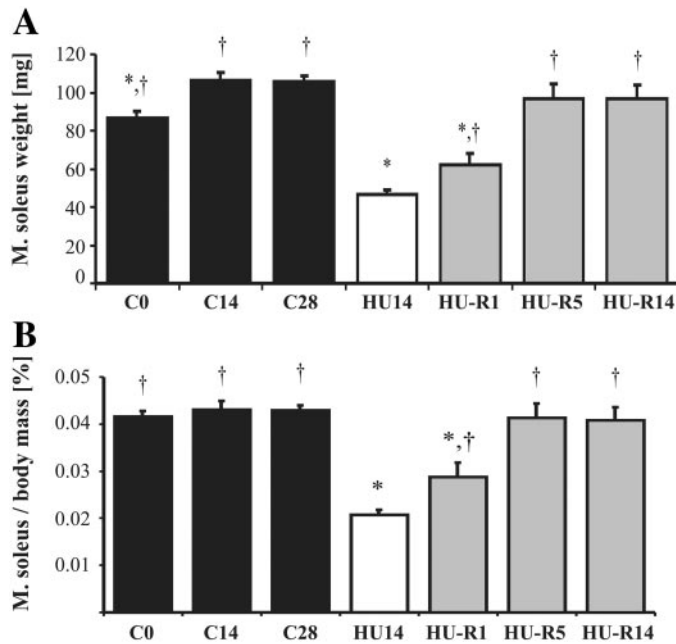 A
M. soleus weight [mg]
120
100
80
60
40
20
0
*,† † † * *,† † †
C0 C14 C28 HU14 HU-R1 HU-R5 HU-R14
B
M. soleus / body mass [%]
0.05
0.04
0.03
0.02
0.01
† † † * *,† † †
C0 C14 C28 HU14 HU-R1 HU-R5 HU-R14